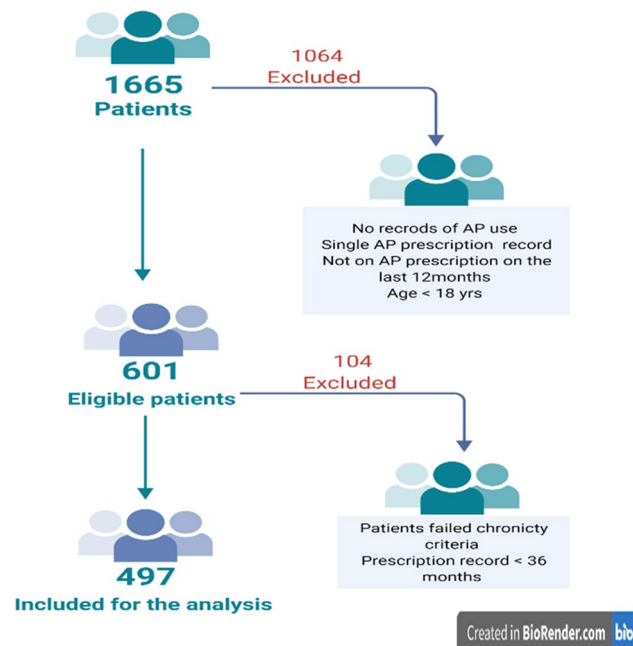 1665
Patients
1064
Excluded
No recrods of AP use
Single AP prescription record
Not on AP prescription on the
last 12months
Age < 18 yrs
601
Eligible patients
104
Excluded
Patients failed chronicty
criteria
Prescription record < 36
months
497
Included for the analysis
Created in BioRender.com bio